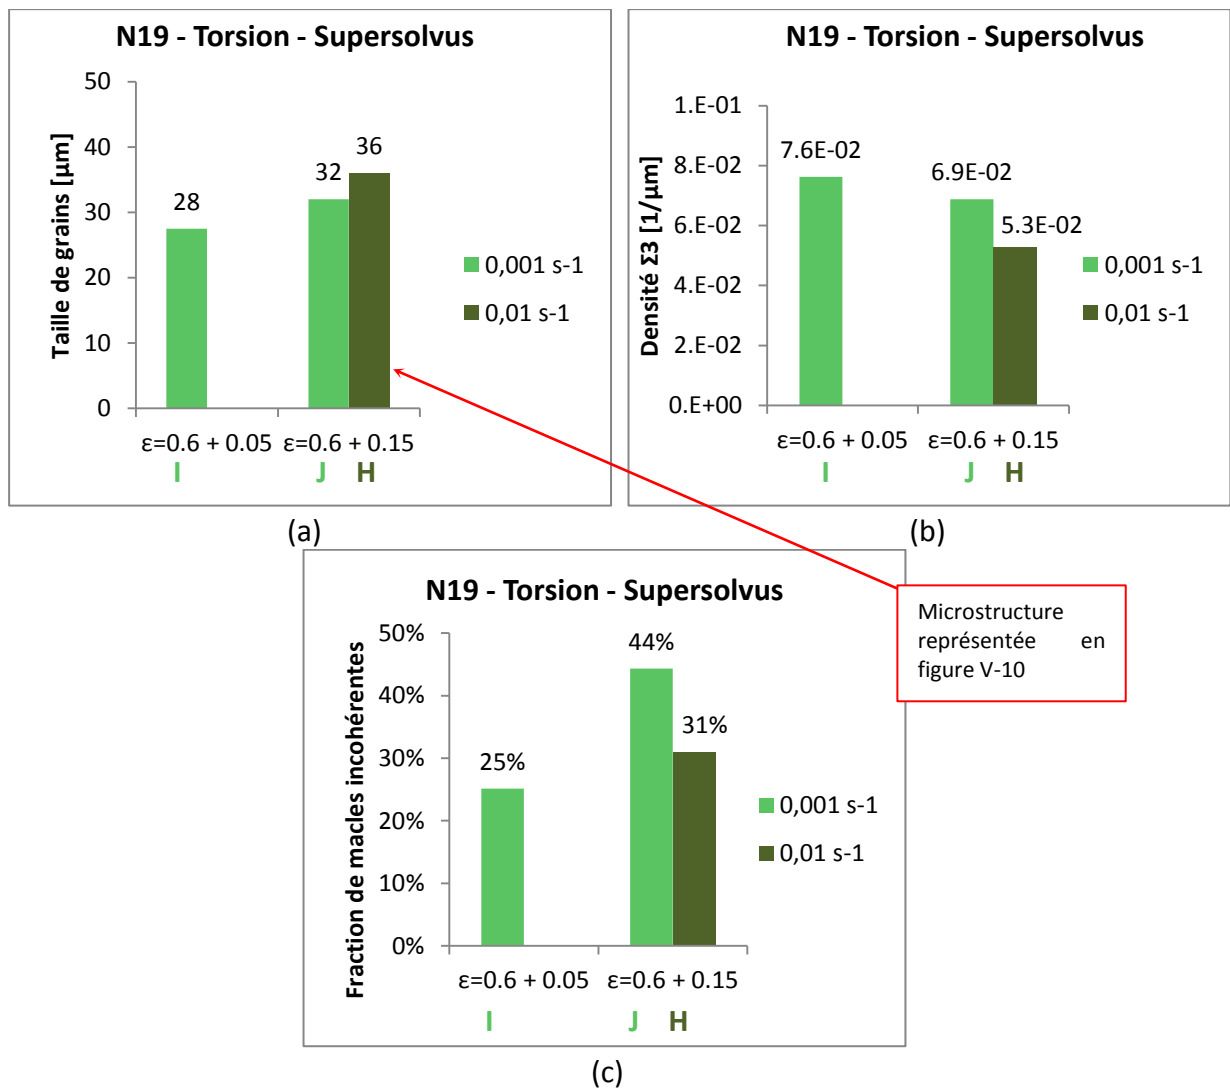 N19 - Torsion - Supersolvus
Taille de grains [µm]
50
40
30
20
10
0
28
32
36
0,001 s-1
0,01 s-1
ε=0.6 + 0.05
ε=0.6 + 0.15
I
J
H
(a)
N19 - Torsion - Supersolvus
Densité Σ3 [1/µm]
1.E-01
8.E-02
6.E-02
4.E-02
2.E-02
0.E+00
7.6E-02
6.9E-02
5.3E-02
0,001 s-1
0,01 s-1
ε=0.6 + 0.05
ε=0.6 + 0.15
I
J
H
(b)
Microstructure
représentée en
figure V-10
N19 - Torsion - Supersolvus
Fraction de macles incohérentes
50%
40%
30%
20%
10%
0%
25%
44%
31%
0,001 s-1
0,01 s-1
ε=0.6 + 0.05
ε=0.6 + 0.15
I
J
H
(c)